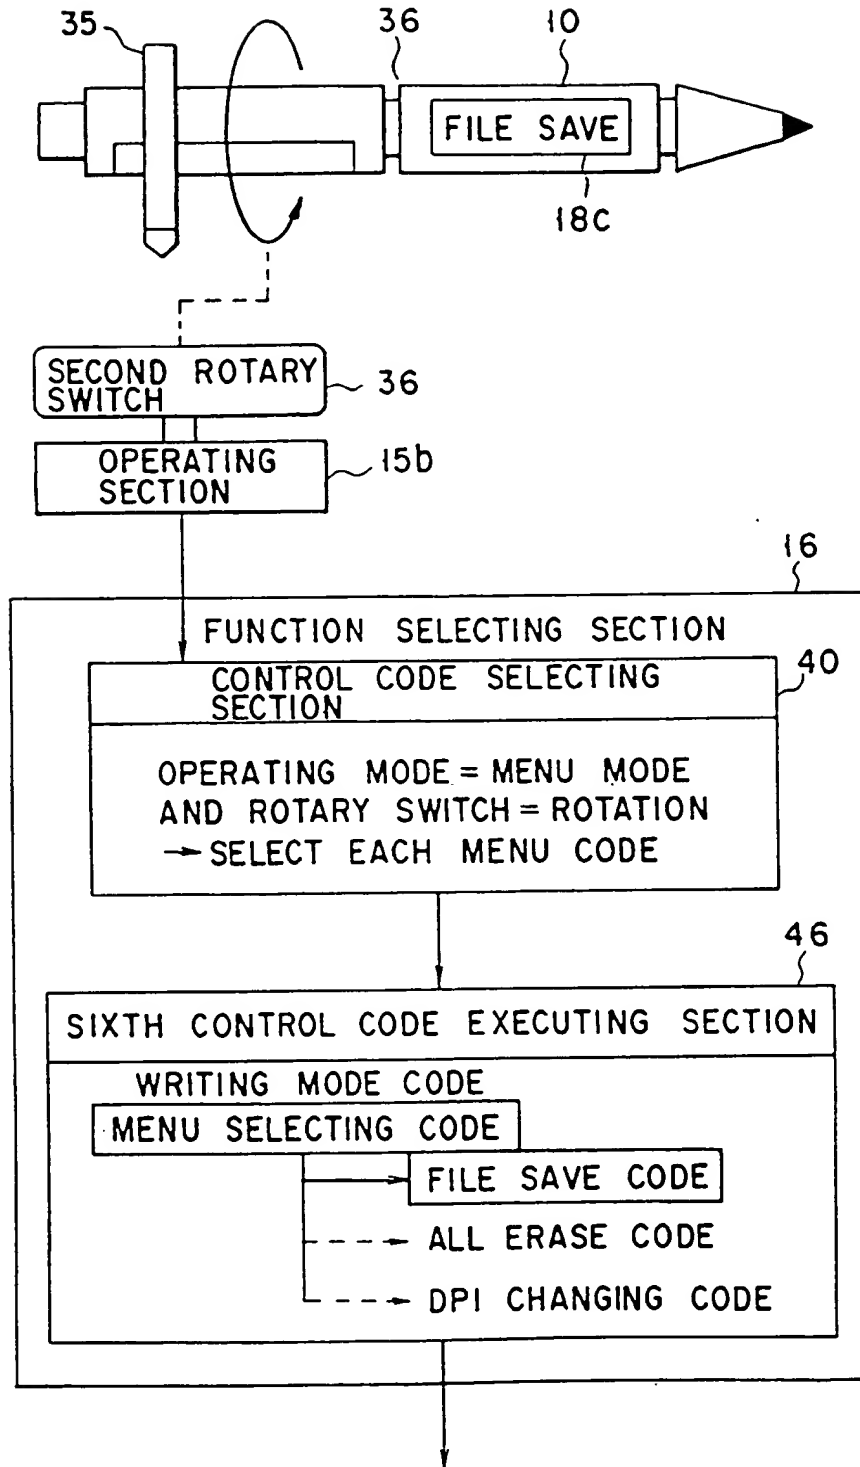 35
36
10
FILE SAVE
18c
SECOND ROTARY
SWITCH
36
OPERATING
SECTION
15b
16
FUNCTION SELECTING SECTION
CONTROL CODE SELECTING
SECTION
40
OPERATING MODE = MENU MODE
AND ROTARY SWITCH = ROTATION
→ SELECT EACH MENU CODE
46
SIXTH CONTROL CODE EXECUTING SECTION
WRITING MODE CODE
MENU SELECTING CODE
FILE SAVE CODE
ALL ERASE CODE
DPI CHANGING CODE